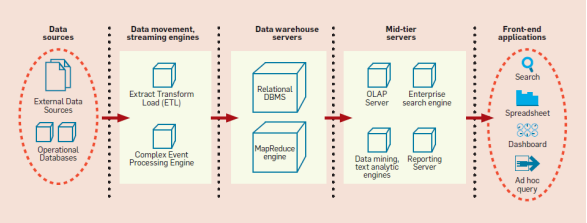 Data
sources
Data movement,
streaming engines
Data warehouse
servers
Mid-tier
servers
Front-end
applications
External Data
Sources
Operational
Databases
Extract Transform
Load (ETL)
Complex Event
Processing Engine
Relational
DBMS
MapReduce
engine
OLAP
Server
Enterprise
search engine
Data mining,
text analytic
engines
Reporting
Server
Search
Spreadsheet
Dashboard
Ad hoc
query